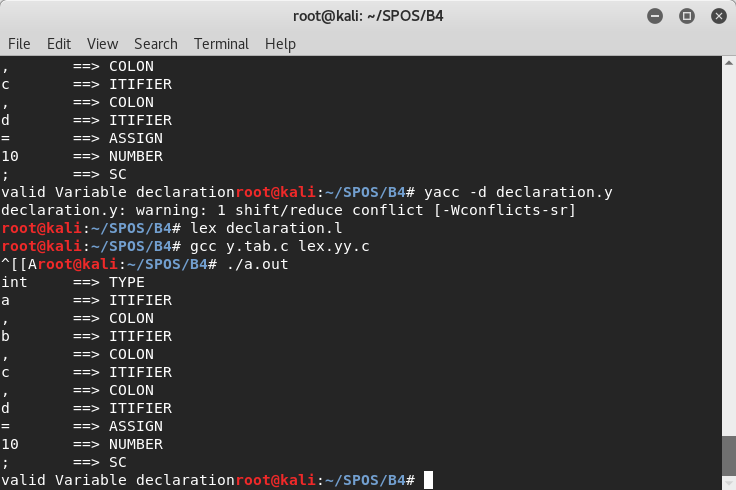 root@kali: ~/SPOS/B4
File Edit View Search Terminal Help
, ==> COLON
c ==> ITIFIER
, ==> COLON
d ==> ITIFIER
= ==> ASSIGN
10 ==> NUMBER
; ==> SC
valid Variable declarationroot@kali:~/SPOS/B4# yacc -d declaration.y
declaration.y: warning: 1 shift/reduce conflict [-Wconflicts-sr]
root@kali:~/SPOS/B4# lex declaration.l
root@kali:~/SPOS/B4# gcc y.tab.c lex.yy.c
^[[Aroot@kali:~/SPOS/B4# ./a.out
int ==> TYPE
a ==> ITIFIER
, ==> COLON
b ==> ITIFIER
, ==> COLON
c ==> ITIFIER
, ==> COLON
d ==> ITIFIER
= ==> ASSIGN
10 ==> NUMBER
; ==> SC
valid Variable declarationroot@kali:~/SPOS/B4#